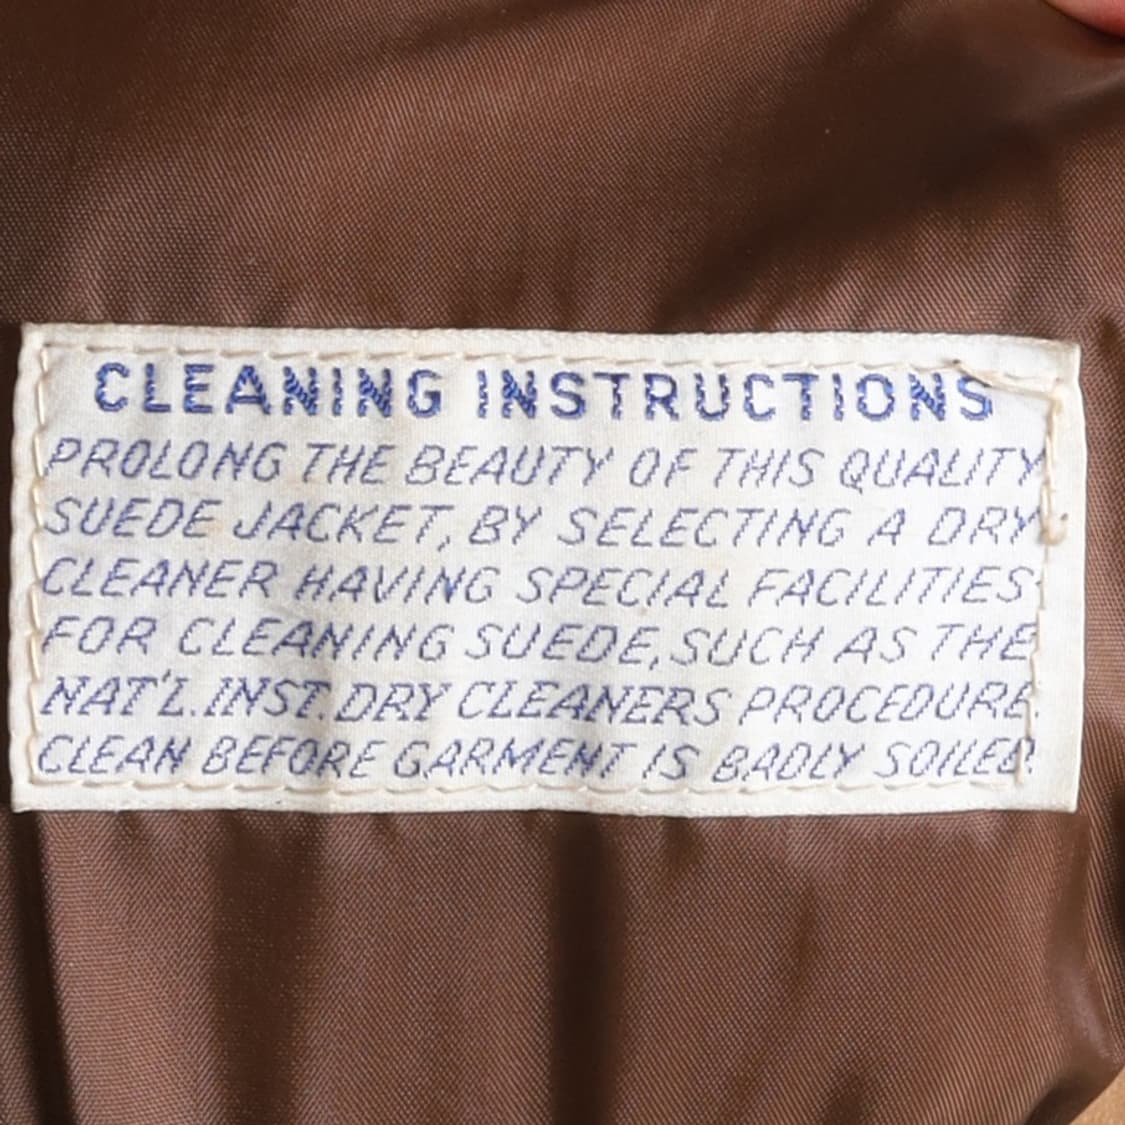 CLEANING INSTRUCTIONS
PROLONG THE BEAUTY OF THIS QUALITY
SUEDE JACKET, BY SELECTING A DRY
CLEANER HAVING SPECIAL FACILITIES
FOR CLEANING SUEDE, SUCH AS THE
NAT'L. INST. DRY CLEANERS PROCEDURE.
CLEAN BEFORE GARMENT IS BADLY SOILED.